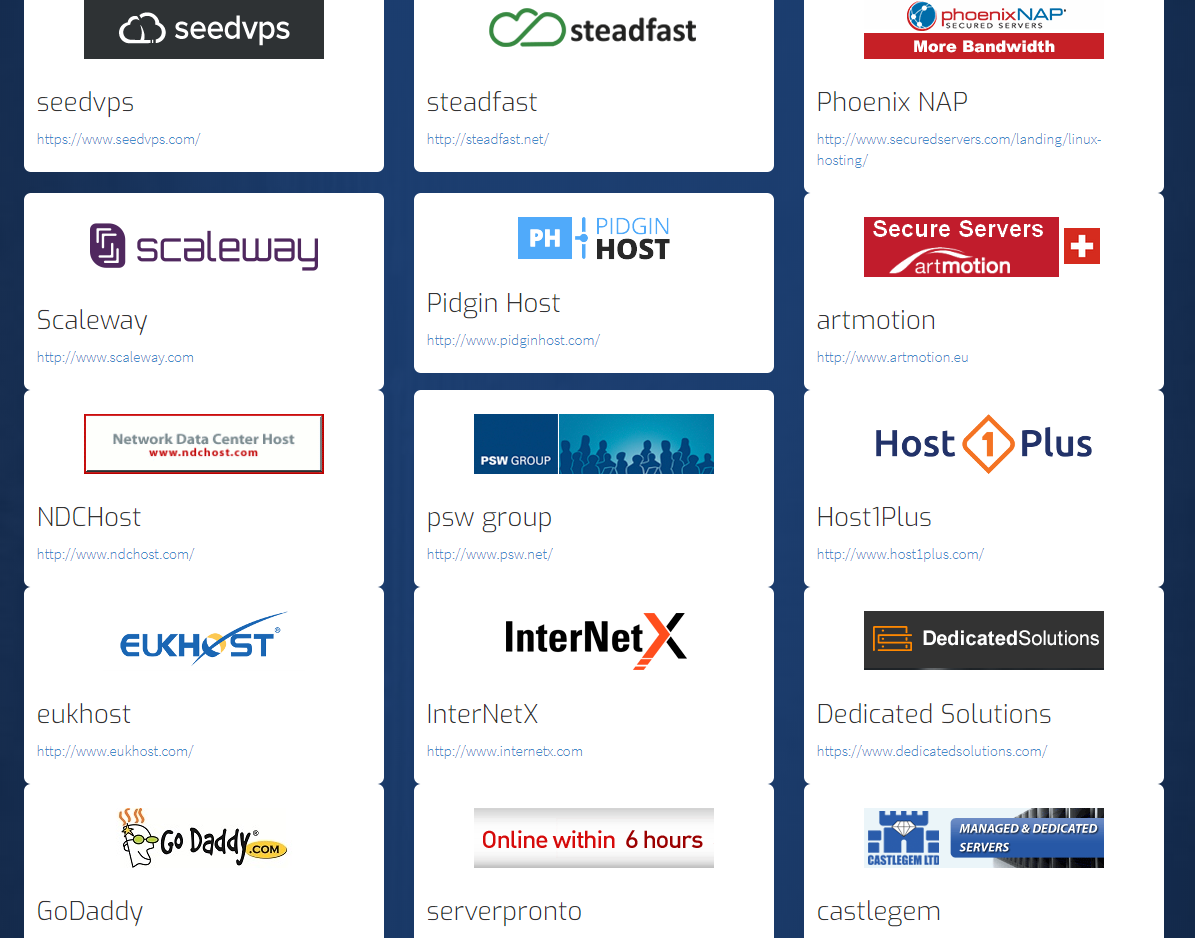 seedvps
seedvps
https://www.seedvps.com/
steadfast
steadfast
http://steadfast.net/
phoenixNAP
SECURED SERVERS
More Bandwidth
Phoenix NAP
http://www.securedservers.com/landing/linux-
hosting/
scaleway
Scaleway
http://www.scaleway.com
PH PIDGIN
HOST
Pidgin Host
http://www.pidginhost.com/
Secure Servers
artmotion
artmotion
http://www.artmotion.eu
Network Data Center Host
www.ndchost.com
NDCHost
http://www.ndchost.com/
PSW GROUP
psw group
http://www.psw.net/
Host 1 Plus
Host1Plus
http://www.host1plus.com/
EUKHOST®
eukhost
http://www.eukhost.com/
InterNetX
InterNetX
http://www.internetx.com
DedicatedSolutions
Dedicated Solutions
https://www.dedicatedsolutions.com/
Go Daddy®.COM
GoDaddy
Online within 6 hours
serverpronto
CASTLEGEM LTD
MANAGED & DEDICATED
SERVERS
castlegem